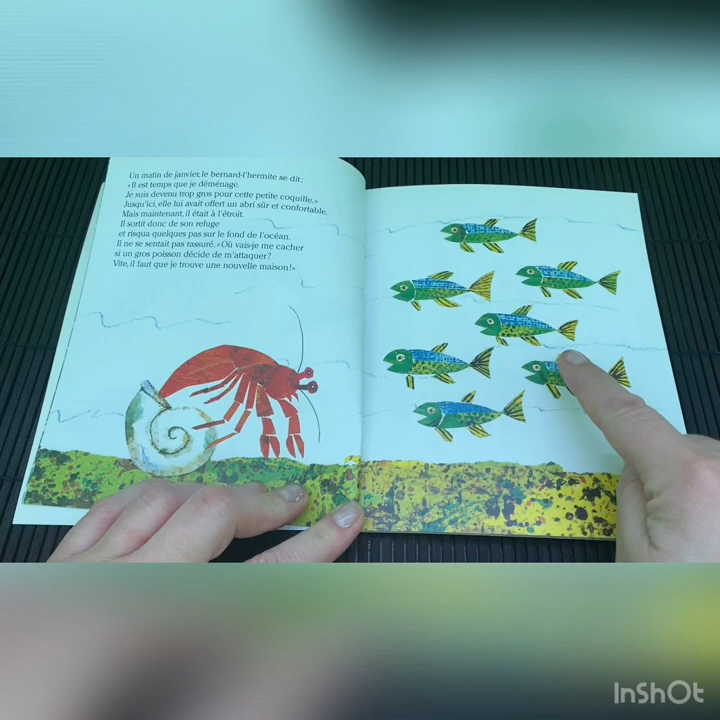 Un matin de janvier, le bernard-l'hermite se dit :
«Il est temps que je déménage.
Je suis devenu trop gros pour cette petite coquille.»
Jusqu'ici, elle lui avait offert un abri sûr et confortable.
Mais maintenant, il était à l'étroit.
Il sortit donc de son refuge
et risqua quelques pas sur le fond de l'océan.
Il ne se sentait pas rassuré. «Où vais-je me cacher
si un gros poisson décide de m'attaquer?
Vite, il faut que je trouve une nouvelle maison!»
InShOt